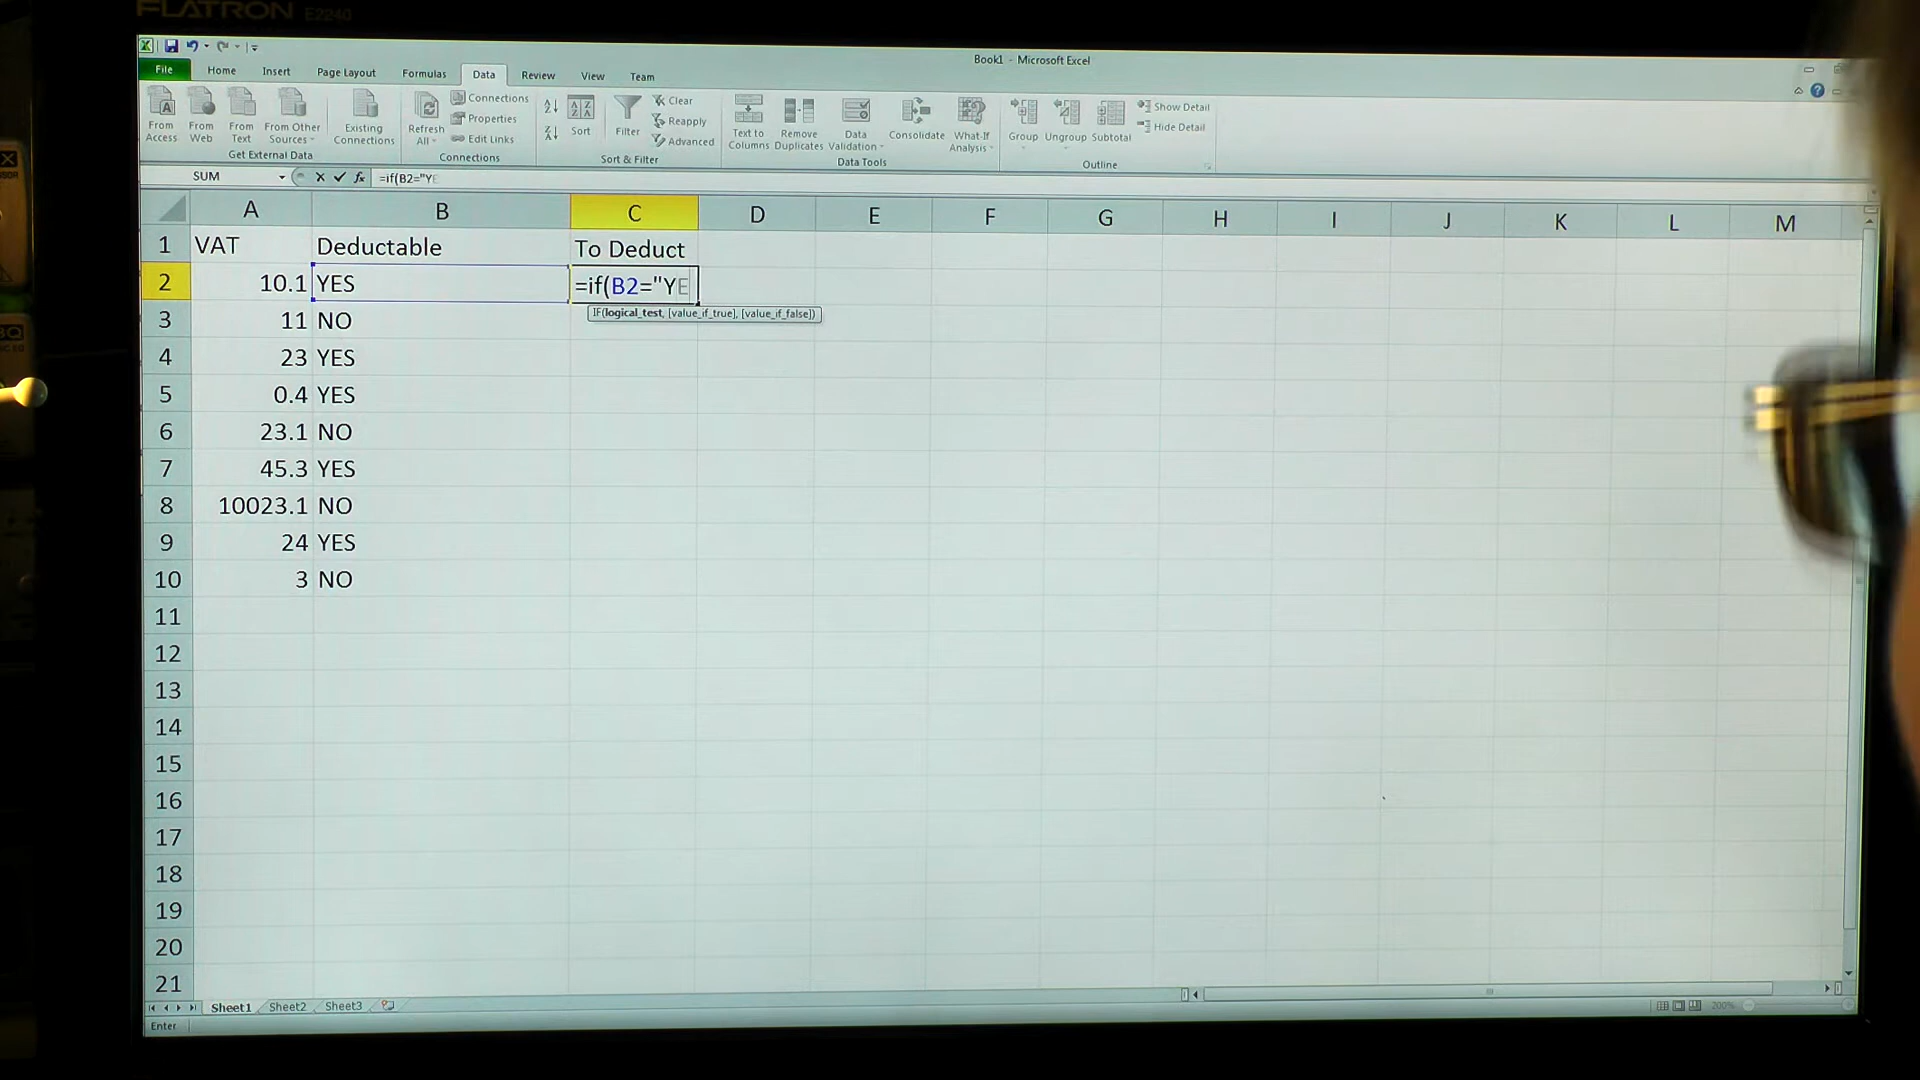 FLATRON E2240
Book1 - Microsoft Excel
File Home Insert Page Layout Formulas Data Review View Team
From Access
From Web
From Text
From Other Sources
Existing Connections
Get External Data
Refresh All
Connections
Properties
Edit Links
Connections
Sort
Filter
Clear
Reapply
Advanced
Sort & Filter
Text to Columns
Remove Duplicates
Data Validation
Consolidate
What-If Analysis
Data Tools
Group
Ungroup
Subtotal
Show Detail
Hide Detail
Outline
SUM fx =if(B2="YE
A B C D E F G H I J K L M
1 VAT Deductable To Deduct
2 10.1 YES =if(B2="YE
IF(logical_test, [value_if_true], [value_if_false])
3 11 NO
4 23 YES
5 0.4 YES
6 23.1 NO
7 45.3 YES
8 10023.1 NO
9 24 YES
10 3 NO
11
12
13
14
15
16
17
18
19
20
21
Sheet1 Sheet2 Sheet3
Enter 200%